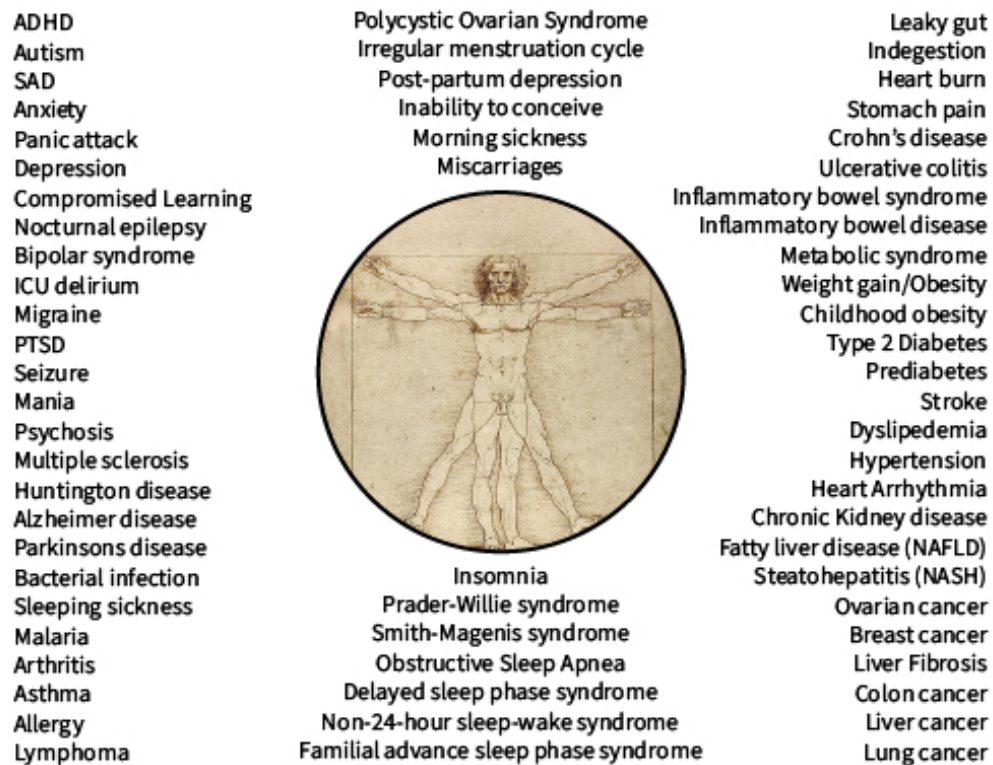 ADHD
Autism
SAD
Anxiety
Panic attack
Depression
Compromised Learning
Nocturnal epilepsy
Bipolar syndrome
ICU delirium
Migraine
PTSD
Seizure
Mania
Psychosis
Multiple sclerosis
Huntington disease
Alzheimer disease
Parkinsons disease
Bacterial infection
Sleeping sickness
Malaria
Arthritis
Asthma
Allergy
Lymphoma
Polycystic Ovarian Syndrome
Irregular menstruation cycle
Post-partum depression
Inability to conceive
Morning sickness
Miscarriages
Insomnia
Prader-Willie syndrome
Smith-Magenis syndrome
Obstructive Sleep Apnea
Delayed sleep phase syndrome
Non-24-hour sleep-wake syndrome
Familial advance sleep phase syndrome
Leaky gut
Indegestion
Heart burn
Stomach pain
Crohn's disease
Ulcerative colitis
Inflammatory bowel syndrome
Inflammatory bowel disease
Metabolic syndrome
Weight gain/Obesity
Childhood obesity
Type 2 Diabetes
Prediabetes
Stroke
Dyslipedemia
Hypertension
Heart Arrhythmia
Chronic Kidney disease
Fatty liver disease (NAFLD)
Steatohepatitis (NASH)
Ovarian cancer
Breast cancer
Liver Fibrosis
Colon cancer
Liver cancer
Lung cancer